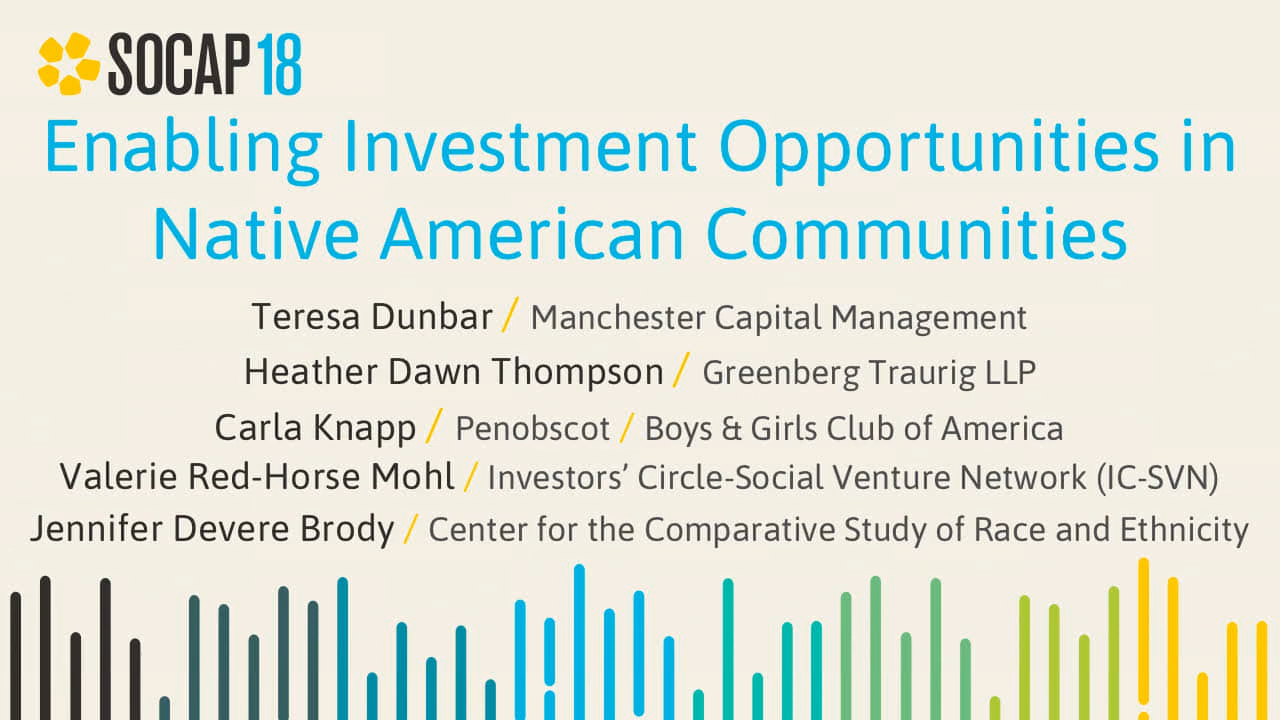 SOCAP18
Enabling Investment Opportunities in
Native American Communities
Teresa Dunbar / Manchester Capital Management
Heather Dawn Thompson / Greenberg Traurig LLP
Carla Knapp / Penobscot / Boys & Girls Club of America
Valerie Red-Horse Mohl / Investors’ Circle-Social Venture Network (IC-SVN)
Jennifer Devere Brody / Center for the Comparative Study of Race and Ethnicity